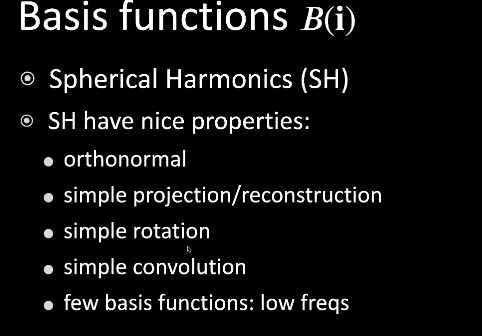 Basis functions B(i)
Spherical Harmonics (SH)
SH have nice properties:
orthonormal
simple projection/reconstruction
simple rotation
simple convolution
few basis functions: low freqs